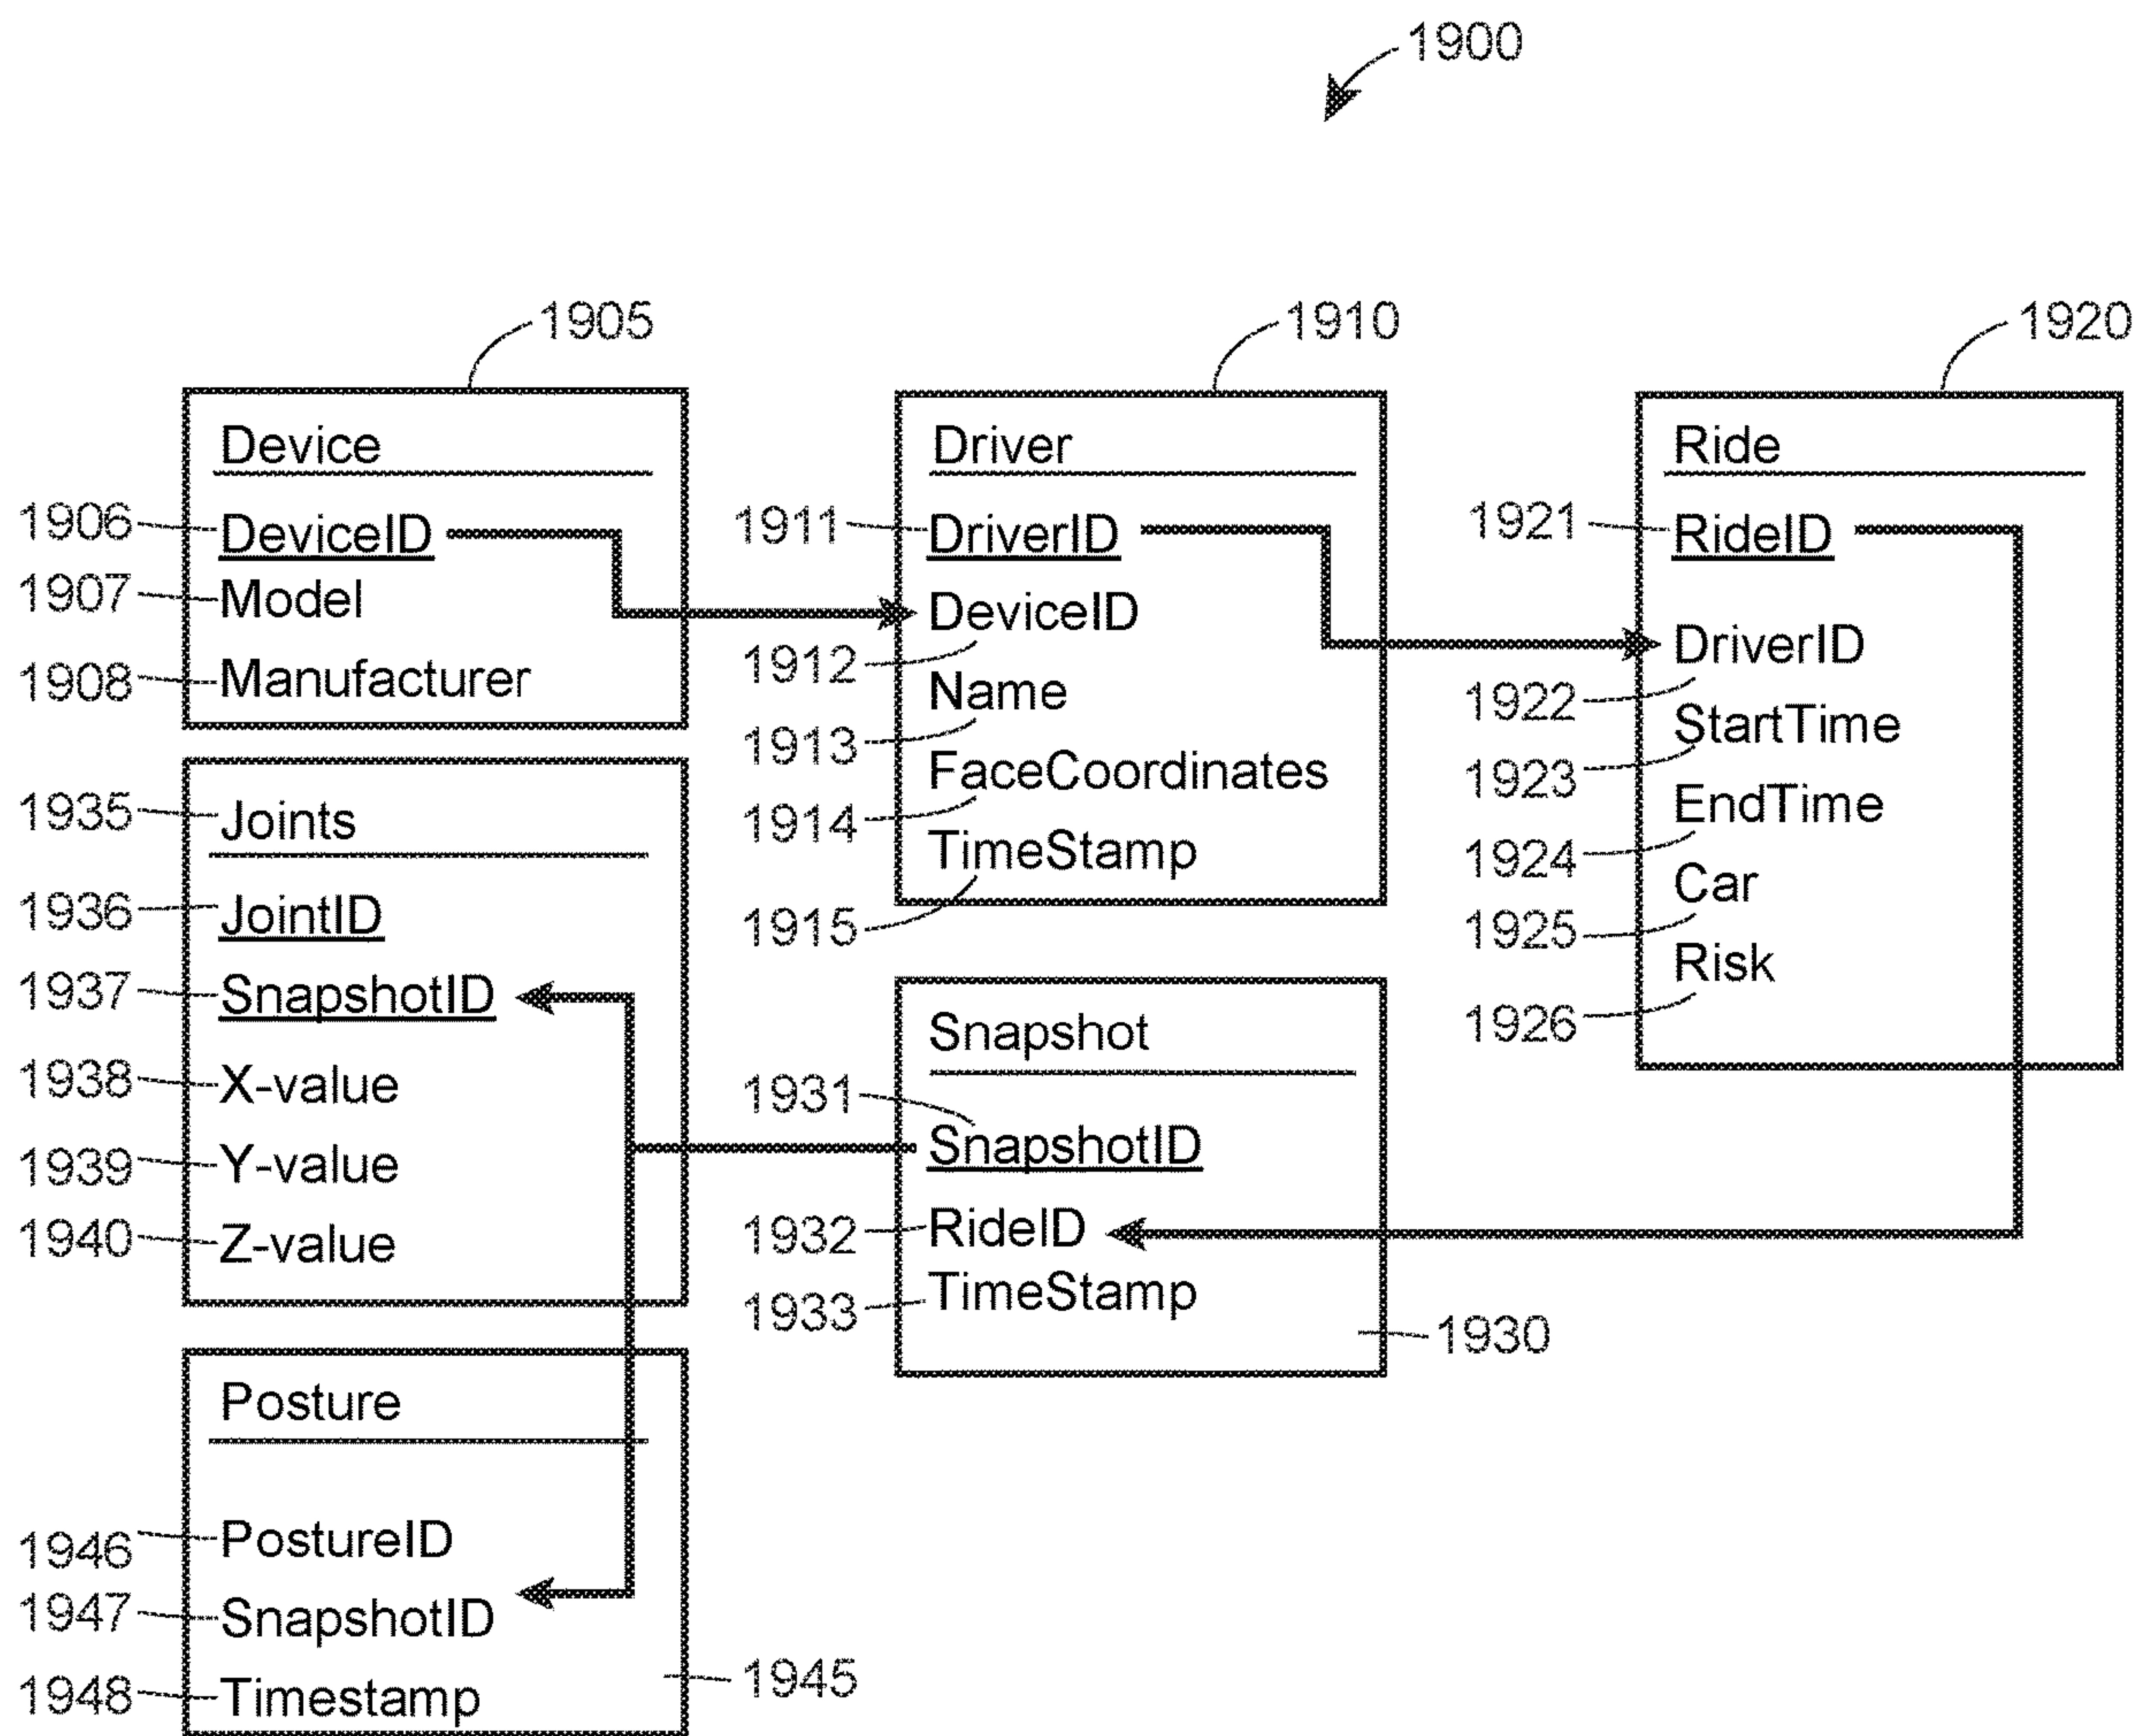 1900
1905
Device
1906 DeviceID
1907 Model
1908 Manufacturer
1910
Driver
1911 DriverID
DeviceID
1912
Name
1913
FaceCoordinates
1914
TimeStamp
1915
1920
Ride
1921 RideID
DriverID
1922
StartTime
1923
EndTime
1924
Car
1925
Risk
1926
1935 Joints
1936 JointID
1937 SnapshotID
1938 X-value
1939 Y-value
1940 Z-value
Snapshot
1931
SnapshotID
1932 RideID
1933 TimeStamp
1930
Posture
1946 PostureID
1947 SnapshotID
1948 Timestamp
1945